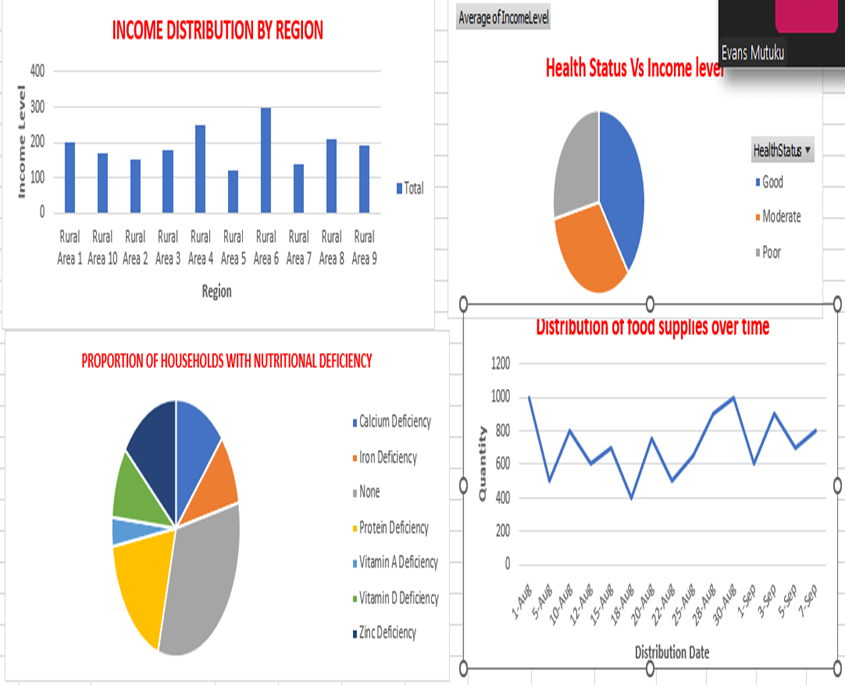 INCOME DISTRIBUTION BY REGION
400
300
200
100
0
Income Level
Rural Area 1
Rural Area 10
Rural Area 2
Rural Area 3
Rural Area 4
Rural Area 5
Rural Area 6
Rural Area 7
Rural Area 8
Rural Area 9
Region
Total
Average of IncomeLevel
Evans Mutuku
Health Status Vs Income level
HealthStatus
Good
Moderate
Poor
PROPORTION OF HOUSEHOLDS WITH NUTRITIONAL DEFICIENCY
Calcium Deficiency
Iron Deficiency
None
Protein Deficiency
Vitamin A Deficiency
Vitamin D Deficiency
Zinc Deficiency
Distribution of food supplies over time
1200
1000
800
600
400
200
0
Quantity
1-Aug
5-Aug
10-Aug
12-Aug
15-Aug
18-Aug
20-Aug
22-Aug
25-Aug
28-Aug
30-Aug
1-Sep
3-Sep
5-Sep
7-Sep
Distribution Date